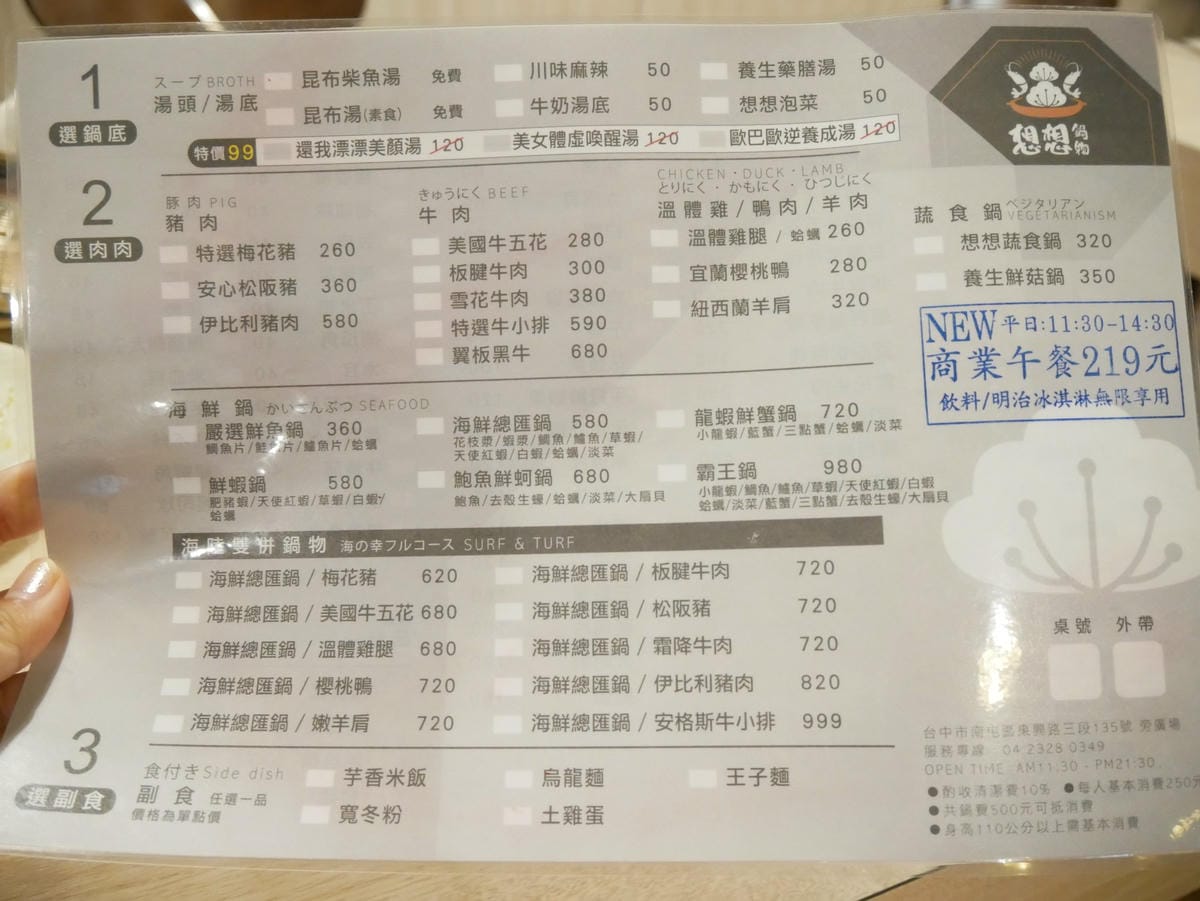 1
選鍋底
スープ BROTH
湯頭/湯底
昆布柴魚湯 免費
川味麻辣 50
養生藥膳湯 50
昆布湯(素食) 免費
牛奶湯底 50
想想泡菜 50
特價99
還我漂漂美顏湯 120
美女體虛喚醒湯 120
歐巴歐逆養成湯 120
想想鍋物
2
選肉肉
豚肉 PIG
豬肉
特選梅花豬 260
安心松阪豬 360
伊比利豬肉 580
きゅうにく BEEF
牛肉
美國牛五花 280
板腱牛肉 300
雪花牛肉 380
特選牛小排 590
翼板黑牛 680
CHICKEN・DUCK・LAMB
とりにく・かもにく・ひつじにく
溫體雞/鴨肉/羊肉
溫體雞腿 / 蛤蠣 260
宜蘭櫻桃鴨 280
紐西蘭羊肩 320
ベジタリアン
蔬食鍋 VEGETARIANISM
想想蔬食鍋 320
養生鮮菇鍋 350
NEW 平日:11:30-14:30
商業午餐219元
飲料/明治冰淇淋無限享用
海鮮鍋 かいさんぶつ SEAFOOD
嚴選鮮魚鍋 360
鯛魚片/鮭魚片/鱸魚片/蛤蠣
鮮蝦鍋 580
肥豬蝦/天使紅蝦/草蝦/白蝦/
蛤蠣
海鮮總匯鍋 580
花枝漿/蝦漿/鯛魚/鱸魚/草蝦/
天使紅蝦/白蝦/蛤蠣/淡菜
鮑魚鮮蚵鍋 680
鮑魚/去殼生蠔/蛤蠣/淡菜/大扇貝
龍蝦鮮蟹鍋 720
小龍蝦/藍蟹/三點蟹/蛤蠣/淡菜
霸王鍋 980
小龍蝦/鯛魚/鱸魚/草蝦/天使紅蝦/白蝦
蛤蠣/淡菜/藍蟹/三點蟹/去殼生蠔/大扇貝
海陸雙併鍋物 海の幸フルコース SURF & TURF
海鮮總匯鍋 / 梅花豬 620
海鮮總匯鍋 / 板腱牛肉 720
海鮮總匯鍋 / 美國牛五花 680
海鮮總匯鍋 / 松阪豬 720
海鮮總匯鍋 / 溫體雞腿 680
海鮮總匯鍋 / 霜降牛肉 720
海鮮總匯鍋 / 櫻桃鴨 720
海鮮總匯鍋 / 伊比利豬肉 820
海鮮總匯鍋 / 嫩羊肩 720
海鮮總匯鍋 / 安格斯牛小排 999
3
選副食
食付き Side dish
副食 任選一品
價格為單點價
芋香米飯
烏龍麵
王子麵
寬冬粉
土雞蛋
桌號 外帶
台中市南屯區東興路三段135號 旁廣場
服務專線 04 2328 0349
OPEN TIME AM11:30 - PM21:30
●酌收清潔費10% ●每人基本消費250元
●共鍋費500元可抵消費
●身高110公分以上需基本消費